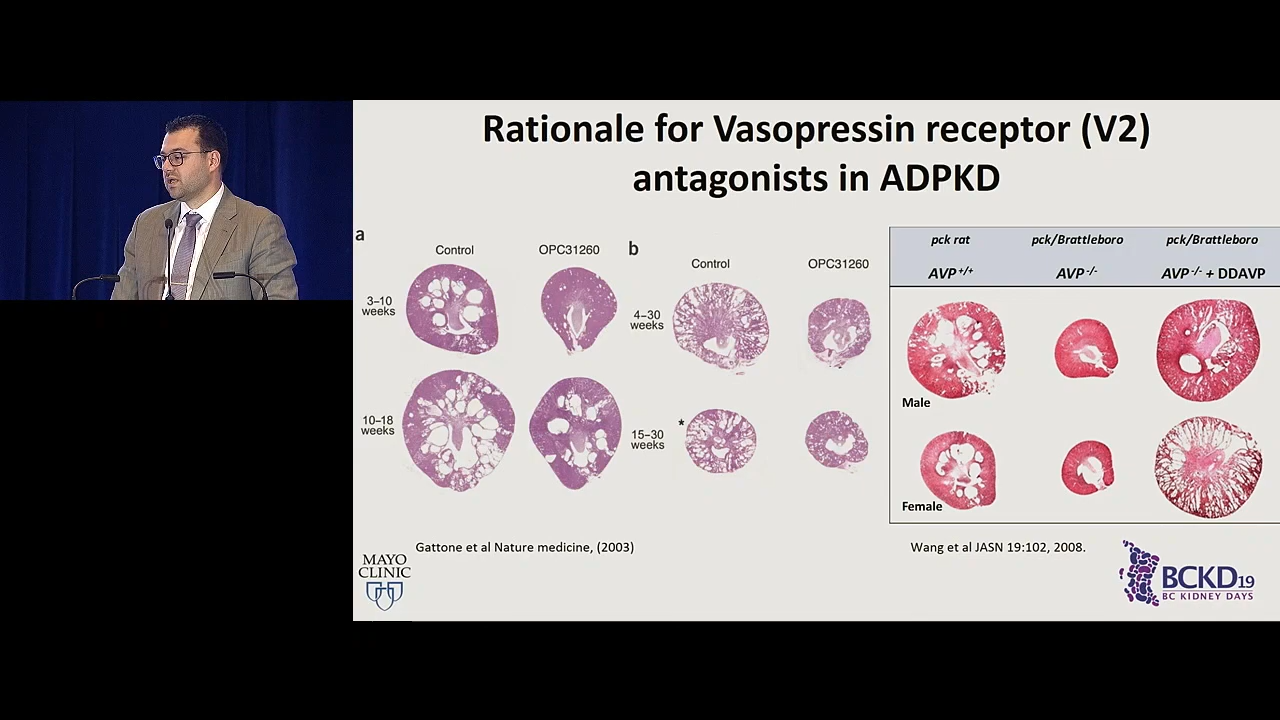 Rationale for Vasopressin receptor (V2)
antagonists in ADPKD
a
Control
OPC31260
3–10
weeks
10–18
weeks
b
Control
OPC31260
4–30
weeks
*
15–30
weeks
Gattone et al Nature medicine, (2003)
pck rat
pck/Brattleboro
pck/Brattleboro
AVP+/+
AVP-/-
AVP-/- + DDAVP
Male
Female
Wang et al JASN 19:102, 2008.
MAYO
CLINIC
BCKD19
BC KIDNEY DAYS